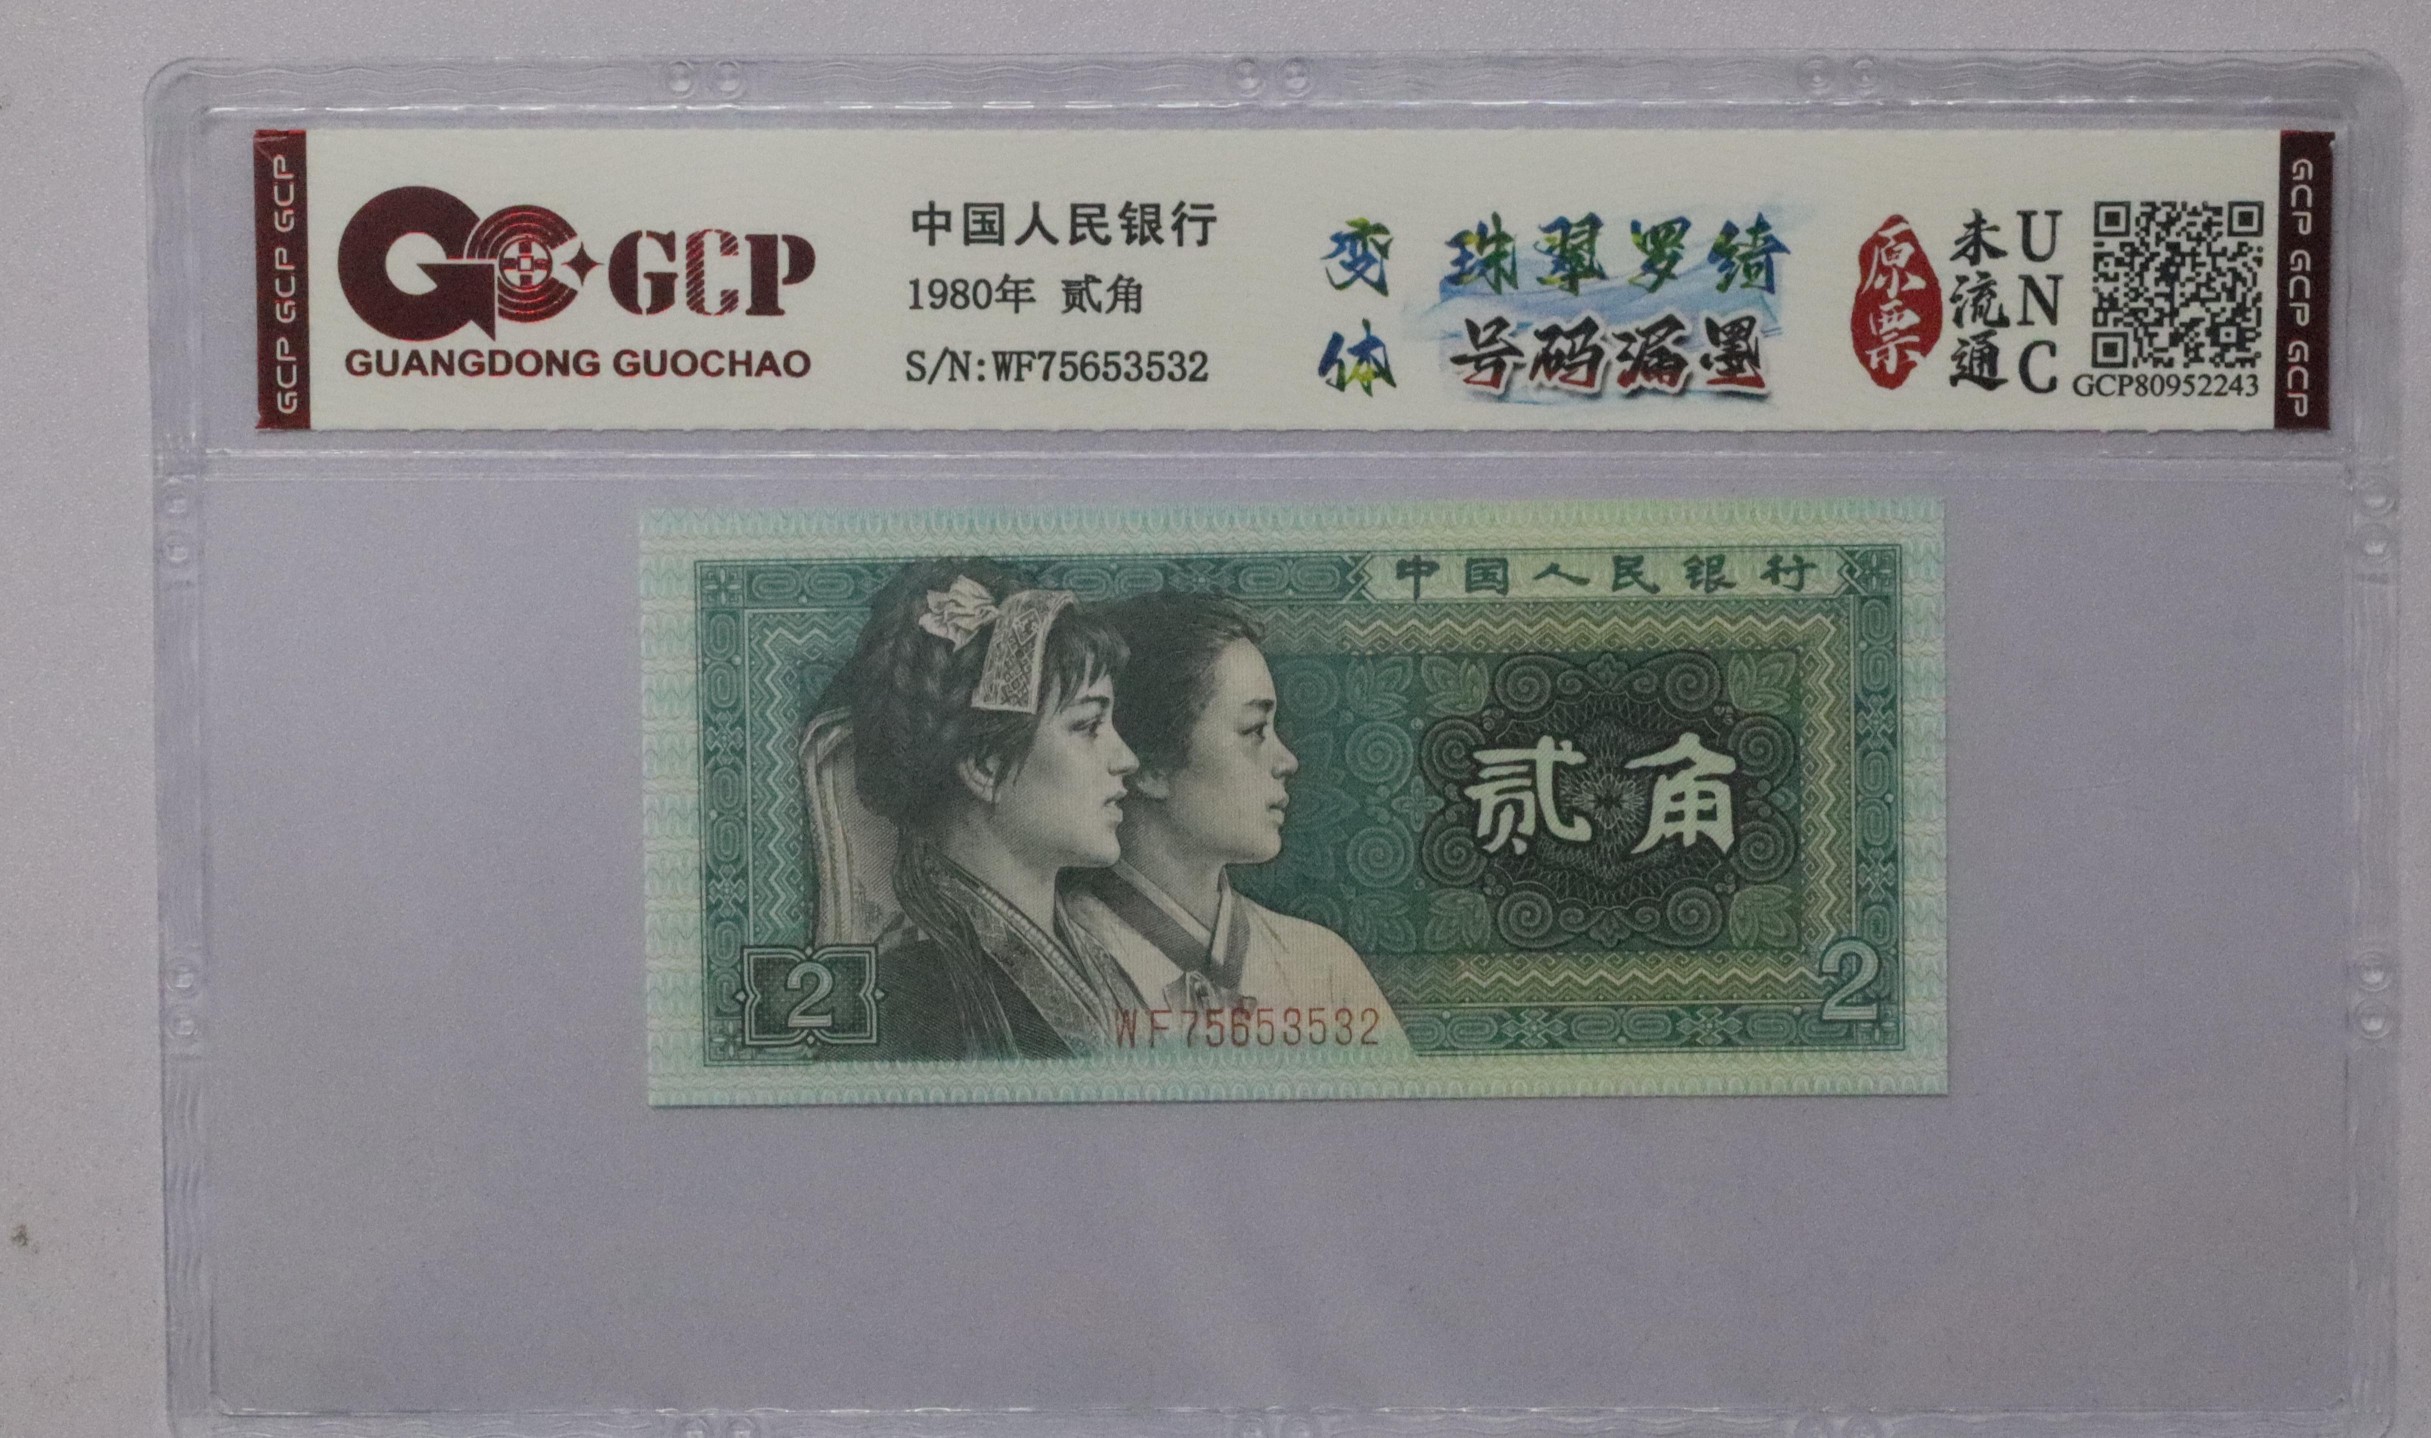 GCP GCP GCP
GCP
GUANGDONG GUOCHAO
中国人民银行
1980年 贰角
S/N:WF75653532
变体
珠翠罗绮
号码漏墨
原票
未流通
UNC
GCP80952243
GCP GCP GCP
中国人民银行
贰角
2
2
WF75653532